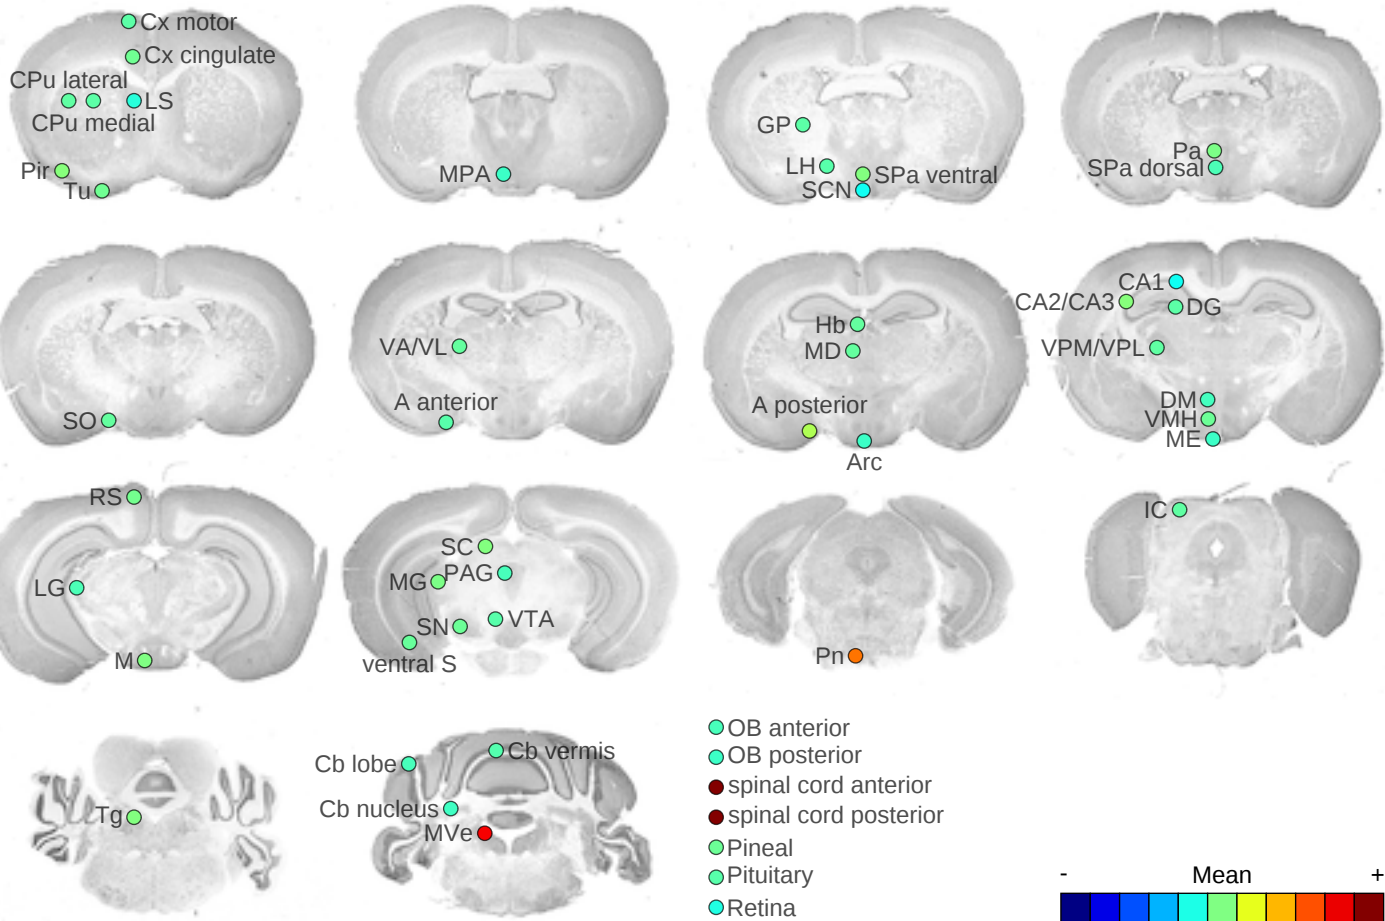 Cx motor
Cx cingulate
CPu lateral
LS
CPu medial
Pir
Tu
MPA
GP
LH
SPa ventral
SCN
Pa
SPa dorsal
SO
VA/VL
A anterior
Hb
MD
A posterior
Arc
CA1
CA2/CA3
DG
VPM/VPL
DM
VMH
ME
RS
LG
M
SC
PAG
MG
VTA
SN
ventral S
Pn
IC
Tg
Cb vermis
Cb lobe
Cb nucleus
MVe
OB anterior
OB posterior
spinal cord anterior
spinal cord posterior
Pineal
Pituitary
Retina
- Mean +